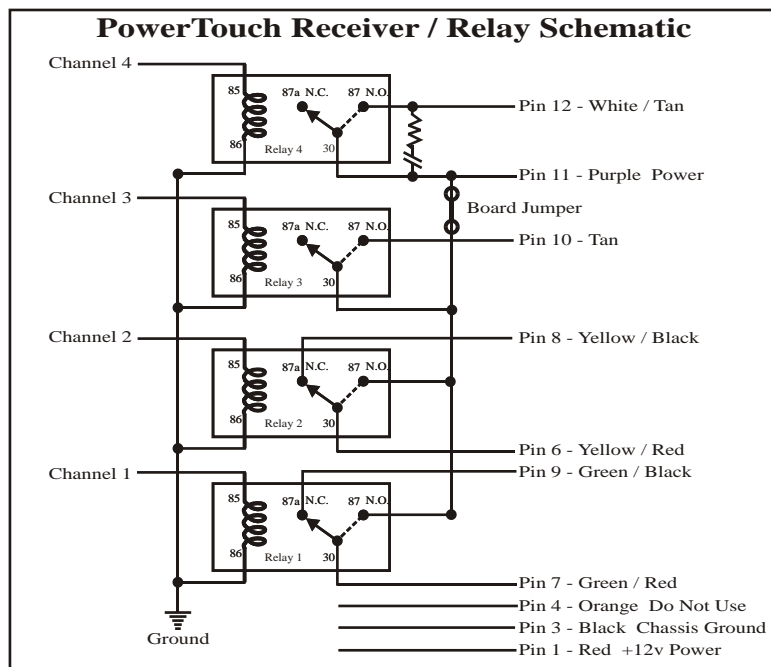 PowerTouch Receiver / Relay Schematic
Channel 4
85
87a N.C.
87 N.O.
86
Relay 4
30
Pin 12 - White / Tan
Pin 11 - Purple Power
Board Jumper
Channel 3
85
87a N.C.
87 N.O.
86
Relay 3
30
Pin 10 - Tan
Channel 2
85
87a N.C.
87 N.O.
86
Relay 2
30
Pin 8 - Yellow / Black
Pin 6 - Yellow / Red
Channel 1
85
87a N.C.
87 N.O.
86
Relay 1
30
Pin 9 - Green / Black
Pin 7 - Green / Red
Pin 4 - Orange Do Not Use
Pin 3 - Black Chassis Ground
Pin 1 - Red +12v Power
Ground